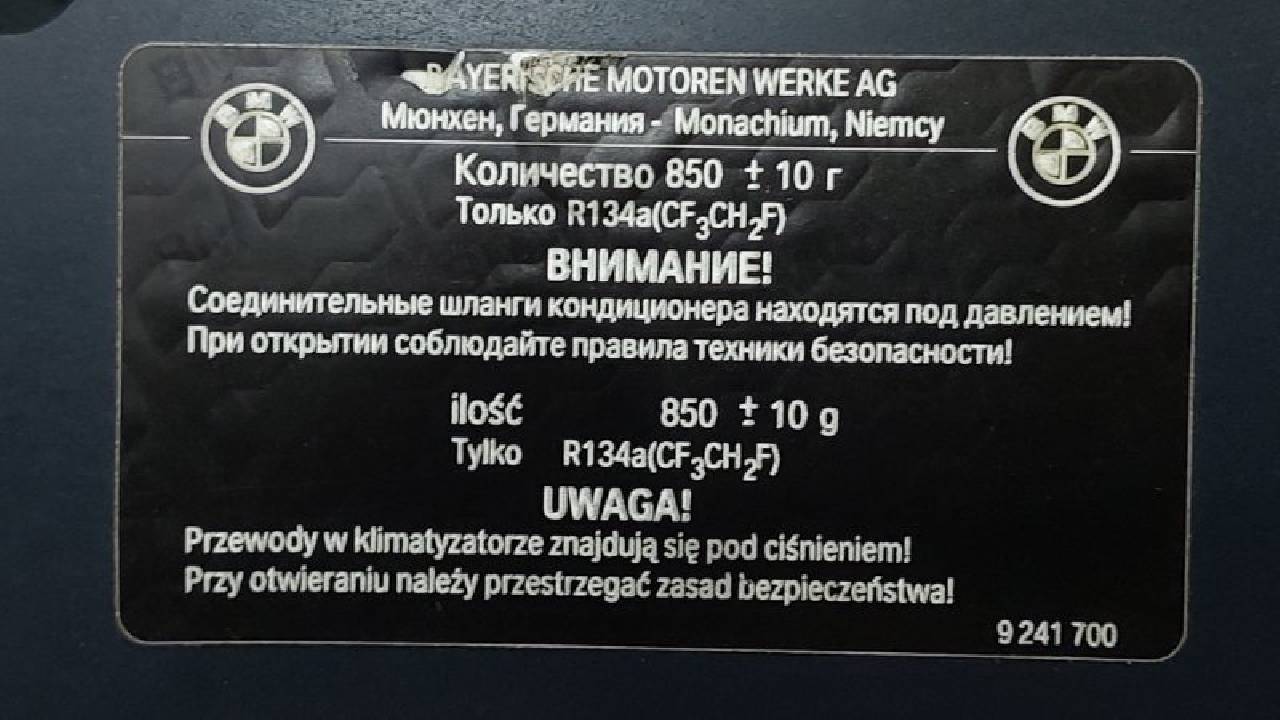 BAYERISCHE MOTOREN WERKE AG
BMW
BMW
Мюнхен, Германия - Monachium, Niemcy
Количество 850 ± 10 г
Только R134a(CF₃CH₂F)
ВНИМАНИЕ!
Соединительные шланги кондиционера находятся под давлением!
При открытии соблюдайте правила техники безопасности!
ilość 850 ± 10 g
Tylko R134a(CF₃CH₂F)
UWAGA!
Przewody w klimatyzatorze znajdują się pod ciśnieniem!
Przy otwieraniu należy przestrzegać zasad bezpieczeństwa!
9 241 700